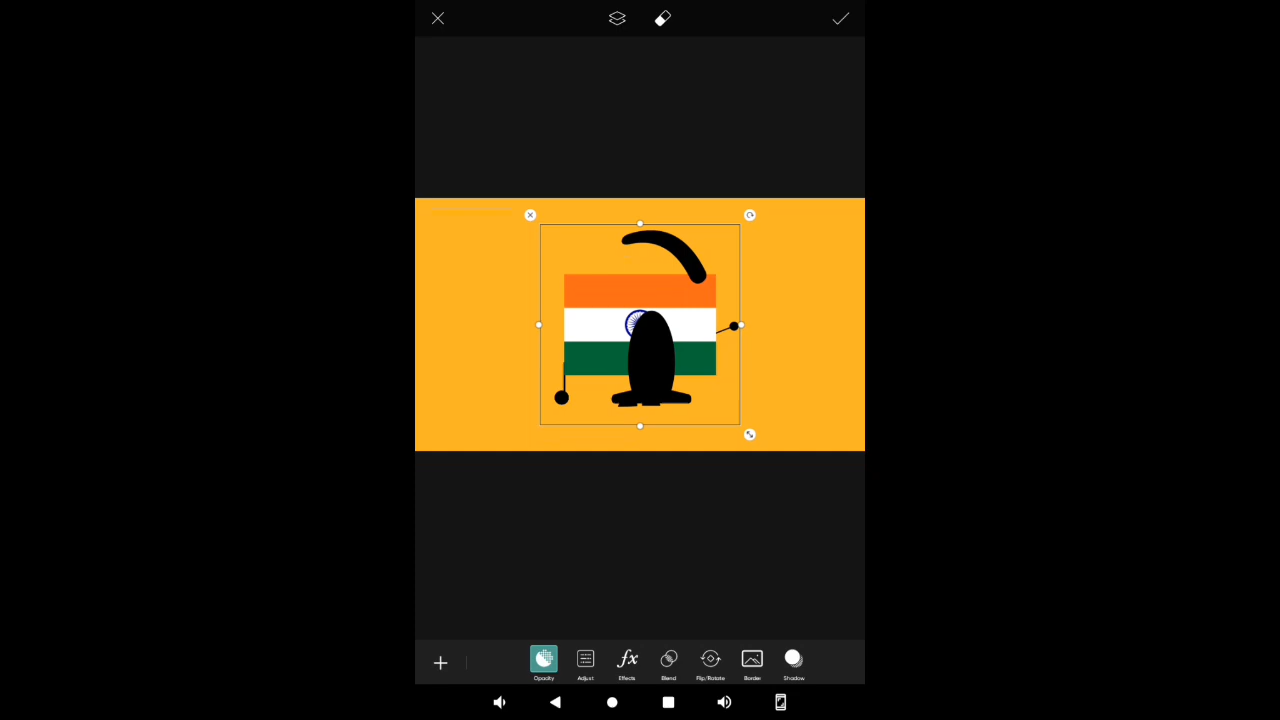 fx
Opacity
Adjust
Effects
Blend
Flip/Rotate
Border
Shadow